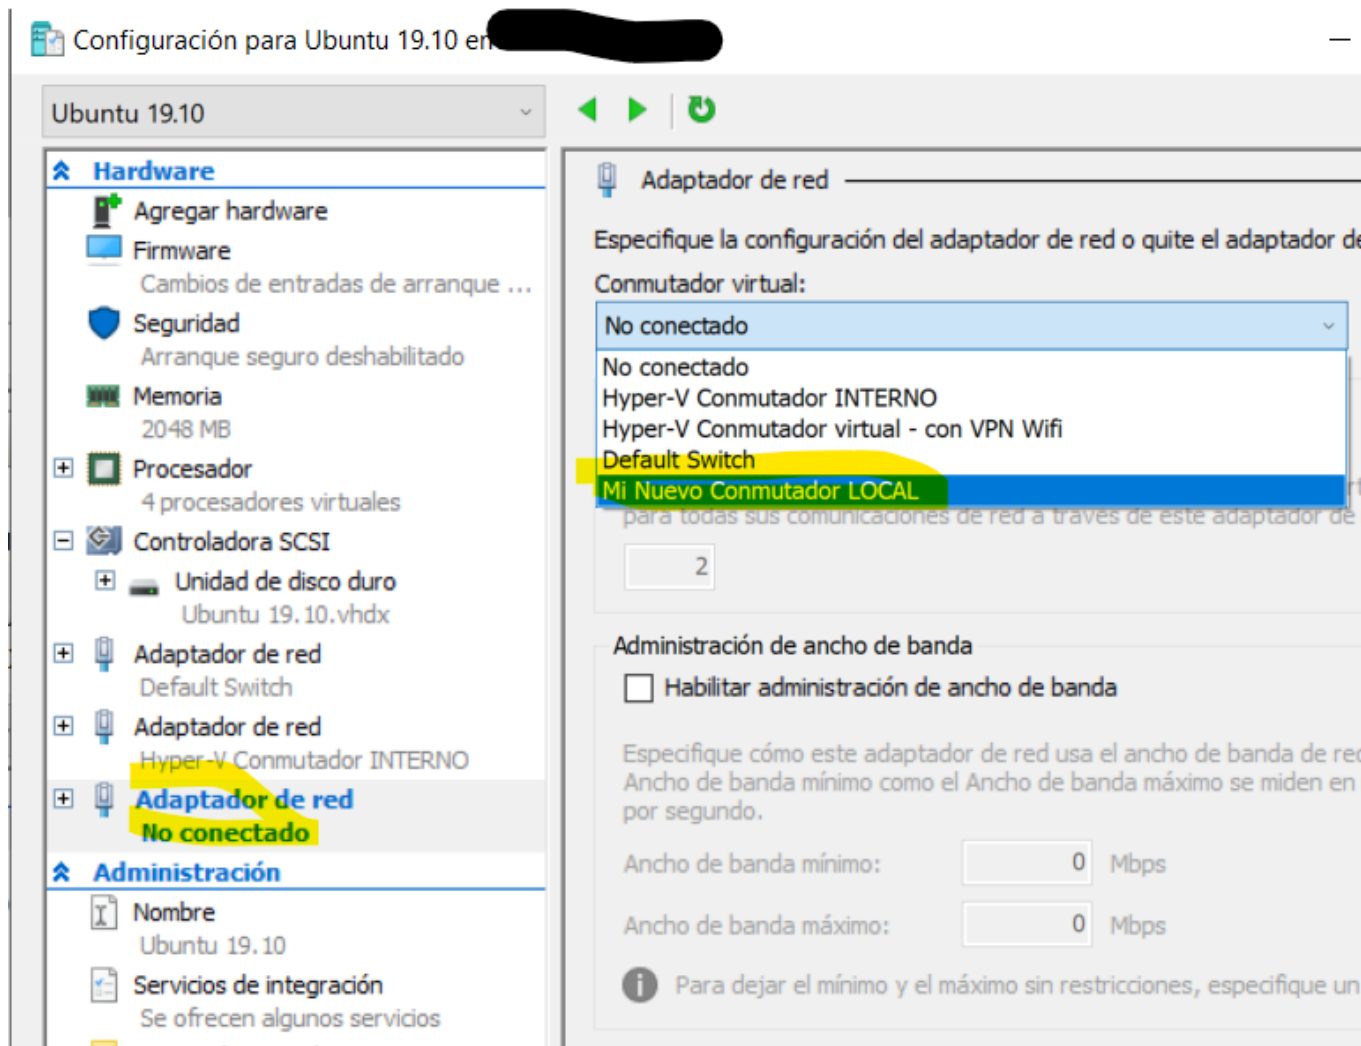 Configuración para Ubuntu 19.10 en
Ubuntu 19.10
Hardware
Agregar hardware
Firmware
Cambios de entradas de arranque ...
Seguridad
Arranque seguro deshabilitado
Memoria
2048 MB
Procesador
4 procesadores virtuales
Controladora SCSI
Unidad de disco duro
Ubuntu 19.10.vhdx
Adaptador de red
Default Switch
Adaptador de red
Hyper-V Conmutador INTERNO
Adaptador de red
No conectado
Administración
Nombre
Ubuntu 19.10
Servicios de integración
Se ofrecen algunos servicios
Adaptador de red
Especifique la configuración del adaptador de red o quite el adaptador de
Conmutador virtual:
No conectado
No conectado
Hyper-V Conmutador INTERNO
Hyper-V Conmutador virtual - con VPN Wifi
Default Switch
Mi Nuevo Conmutador LOCAL
para todas sus comunicaciones de red a través de este adaptador de
2
Administración de ancho de banda
Habilitar administración de ancho de banda
Especifique cómo este adaptador de red usa el ancho de banda de red
Ancho de banda mínimo como el Ancho de banda máximo se miden en
por segundo.
Ancho de banda mínimo: 0 Mbps
Ancho de banda máximo: 0 Mbps
Para dejar el mínimo y el máximo sin restricciones, especifique un